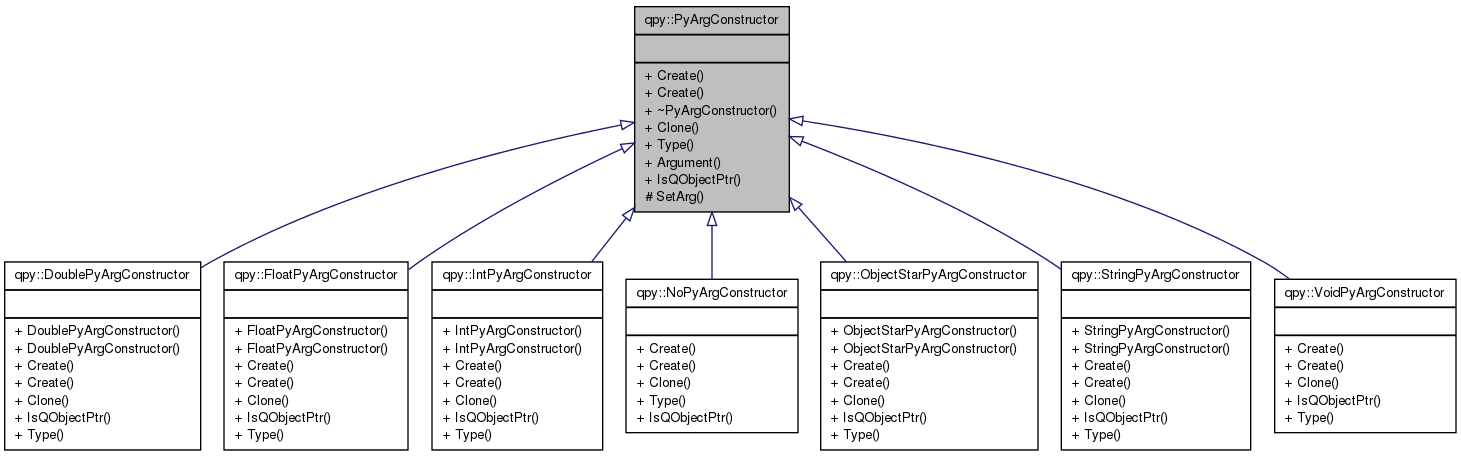 qpy::PyArgConstructor
+ Create()
+ Create()
+ ~PyArgConstructor()
+ Clone()
+ Type()
+ Argument()
+ IsQObjectPtr()
# SetArg()
qpy::DoublePyArgConstructor
+ DoublePyArgConstructor()
+ DoublePyArgConstructor()
+ Create()
+ Create()
+ Clone()
+ IsQObjectPtr()
+ Type()
qpy::FloatPyArgConstructor
+ FloatPyArgConstructor()
+ FloatPyArgConstructor()
+ Create()
+ Create()
+ Clone()
+ IsQObjectPtr()
+ Type()
qpy::IntPyArgConstructor
+ IntPyArgConstructor()
+ IntPyArgConstructor()
+ Create()
+ Create()
+ Clone()
+ IsQObjectPtr()
+ Type()
qpy::NoPyArgConstructor
+ Create()
+ Create()
+ Clone()
+ Type()
+ IsQObjectPtr()
qpy::ObjectStarPyArgConstructor
+ ObjectStarPyArgConstructor()
+ ObjectStarPyArgConstructor()
+ Create()
+ Create()
+ Clone()
+ IsQObjectPtr()
+ Type()
qpy::StringPyArgConstructor
+ StringPyArgConstructor()
+ StringPyArgConstructor()
+ Create()
+ Create()
+ Clone()
+ IsQObjectPtr()
+ Type()
qpy::VoidPyArgConstructor
+ Create()
+ Create()
+ Clone()
+ IsQObjectPtr()
+ Type()